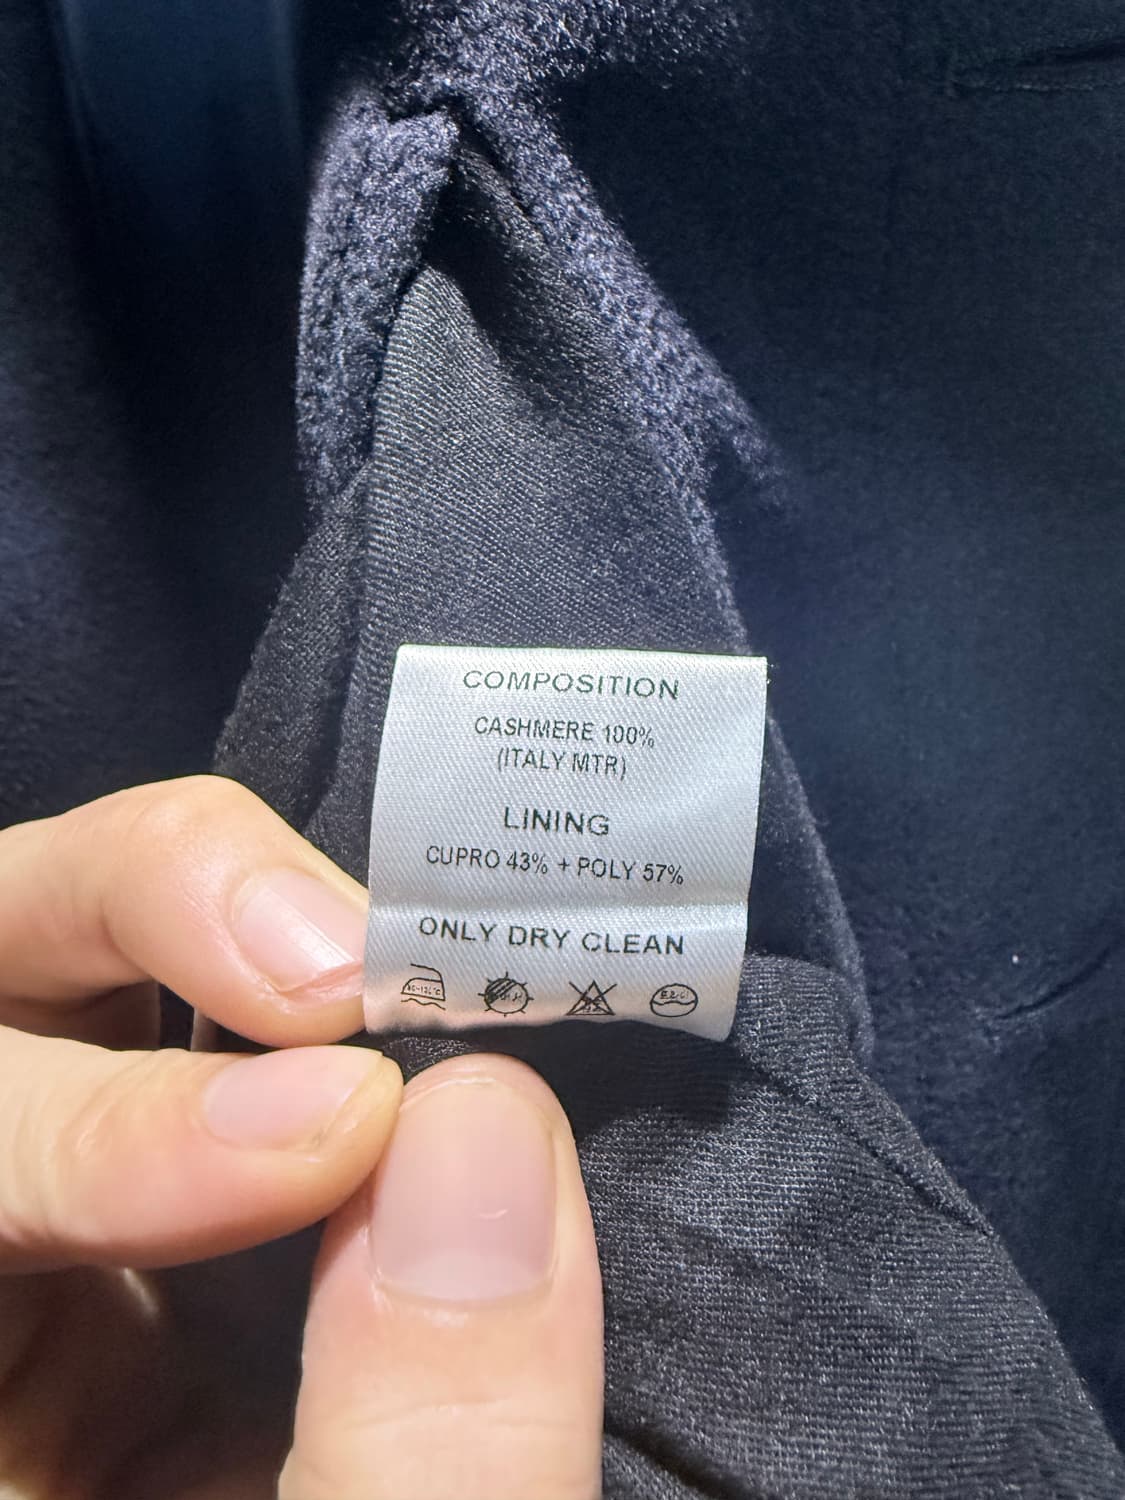 COMPOSITION
CASHMERE 100%
(ITALY MTR)
LINING
CUPRO 43% + POLY 57%
ONLY DRY CLEAN